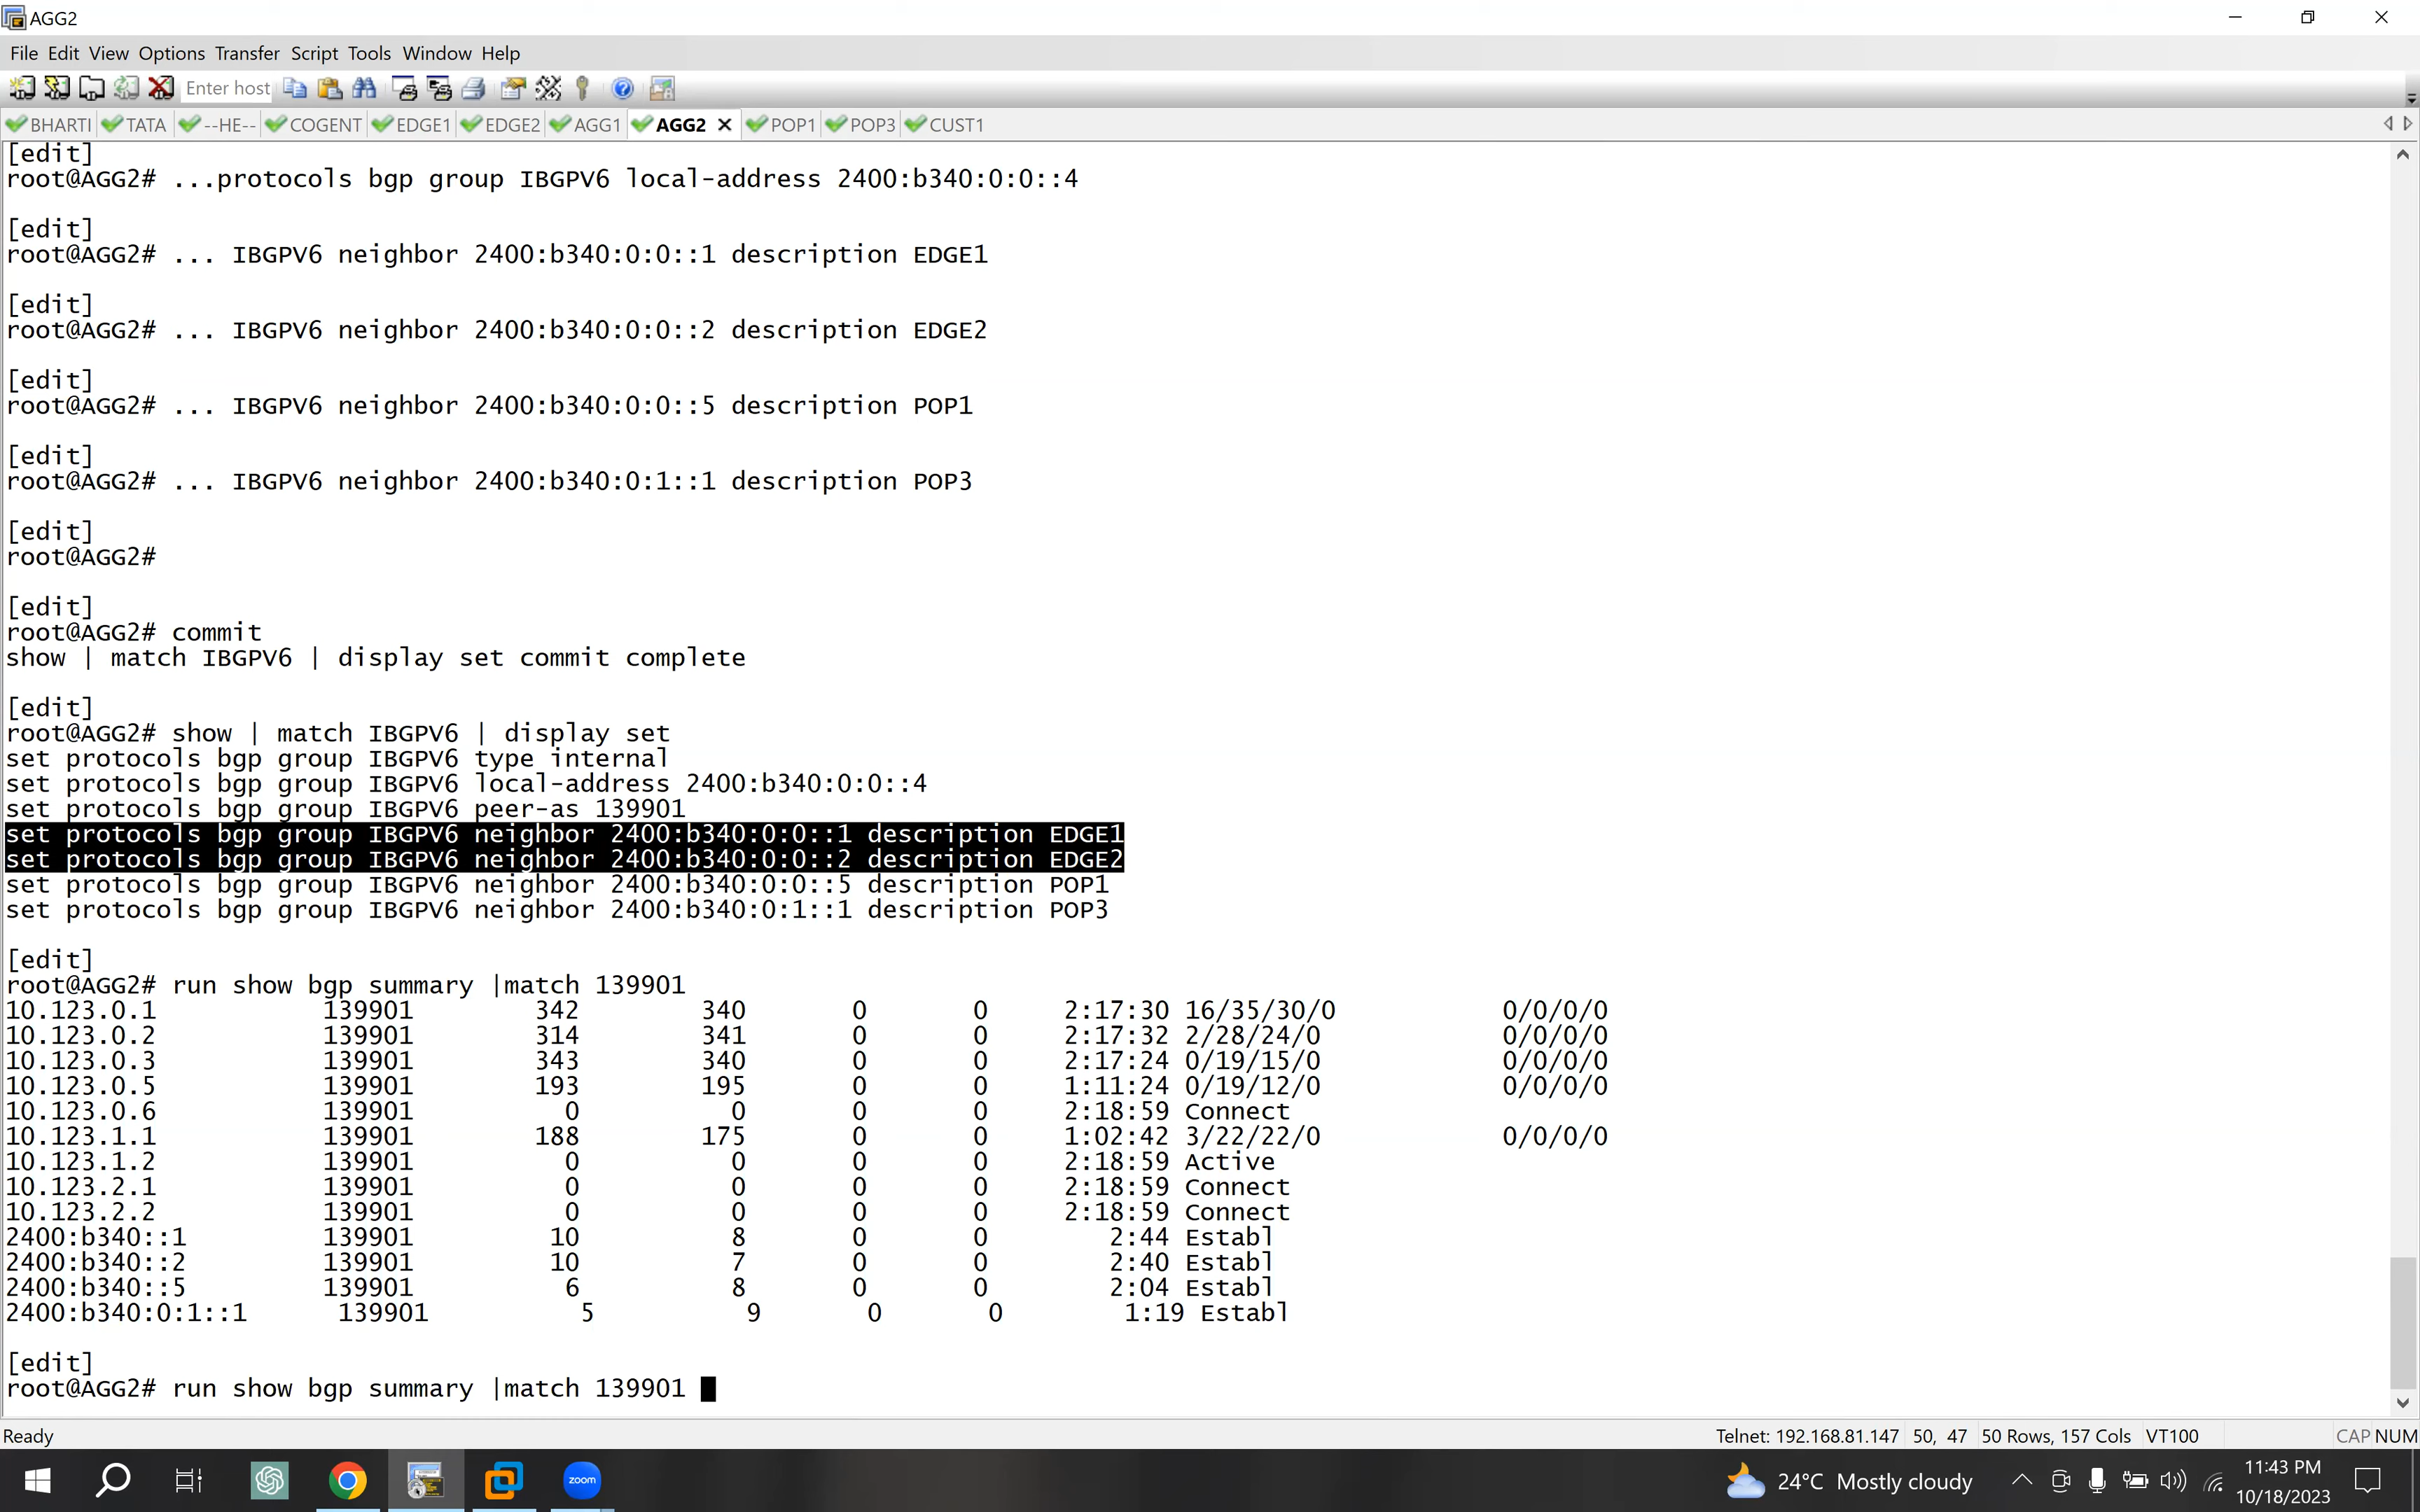 AGG2
File Edit View Options Transfer Script Tools Window Help
Enter host
BHARTI TATA --HE-- COGENT EDGE1 EDGE2 AGG1 AGG2 POP1 POP3 CUST1
[edit]
root@AGG2# ...protocols bgp group IBGPV6 local-address 2400:b340:0:0::4
[edit]
root@AGG2# ... IBGPV6 neighbor 2400:b340:0:0::1 description EDGE1
[edit]
root@AGG2# ... IBGPV6 neighbor 2400:b340:0:0::2 description EDGE2
[edit]
root@AGG2# ... IBGPV6 neighbor 2400:b340:0:0::5 description POP1
[edit]
root@AGG2# ... IBGPV6 neighbor 2400:b340:0:1::1 description POP3
[edit]
root@AGG2#
[edit]
root@AGG2# commit
show | match IBGPV6 | display set commit complete
[edit]
root@AGG2# show | match IBGPV6 | display set
set protocols bgp group IBGPV6 type internal
set protocols bgp group IBGPV6 local-address 2400:b340:0:0::4
set protocols bgp group IBGPV6 peer-as 139901
set protocols bgp group IBGPV6 neighbor 2400:b340:0:0::1 description EDGE1
set protocols bgp group IBGPV6 neighbor 2400:b340:0:0::2 description EDGE2
set protocols bgp group IBGPV6 neighbor 2400:b340:0:0::5 description POP1
set protocols bgp group IBGPV6 neighbor 2400:b340:0:1::1 description POP3
[edit]
root@AGG2# run show bgp summary |match 139901
10.123.0.1 139901 342 340 0 0 2:17:30 16/35/30/0 0/0/0/0
10.123.0.2 139901 314 341 0 0 2:17:32 2/28/24/0 0/0/0/0
10.123.0.3 139901 343 340 0 0 2:17:24 0/19/15/0 0/0/0/0
10.123.0.5 139901 193 195 0 0 1:11:24 0/19/12/0 0/0/0/0
10.123.0.6 139901 0 0 0 0 2:18:59 Connect
10.123.1.1 139901 188 175 0 0 1:02:42 3/22/22/0 0/0/0/0
10.123.1.2 139901 0 0 0 0 2:18:59 Active
10.123.2.1 139901 0 0 0 0 2:18:59 Connect
10.123.2.2 139901 0 0 0 0 2:18:59 Connect
2400:b340::1 139901 10 8 0 0 2:44 Establ
2400:b340::2 139901 10 7 0 0 2:40 Establ
2400:b340::5 139901 6 8 0 0 2:04 Establ
2400:b340:0:1::1 139901 5 9 0 0 1:19 Establ
[edit]
root@AGG2# run show bgp summary |match 139901
Ready Telnet: 192.168.81.147 50, 47 50 Rows, 157 Cols VT100 CAP NUM
zoom 24°C Mostly cloudy 11:43 PM
10/18/2023